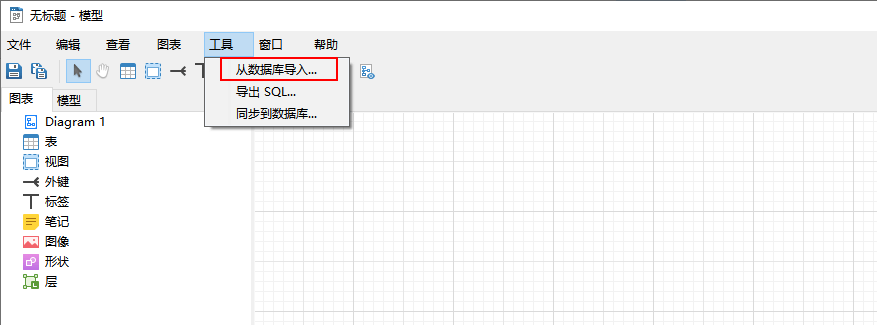 无标题 - 模型
文件 编辑 查看 图表 工具 窗口 帮助
从数据库导入...
导出 SQL...
同步到数据库...
图表 模型
Diagram 1
表
视图
外键
标签
笔记
图像
形状
层